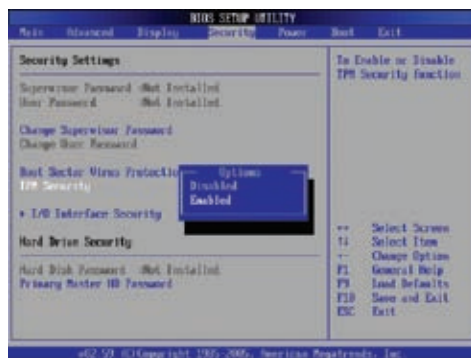 BIOS SETUP UTILITY
Main Advanced Display Security Power Boot Exit
Security Settings
Supervisor Password :Not Installed
User Password :Not Installed
Change Supervisor Password
Change User Password
Boot Sector Virus Protection
TPM Security
I/O Interface Security
Hard Drive Security
Hard Disk Password :Not Installed
Primary Master HD Password
Options
Disabled
Enabled
To Enable or Disable
TPM Security function
Select Screen
Select Item
Change Option
F1 General Help
F9 Load Defaults
F10 Save and Exit
ESC Exit
v02.59 (C)Copyright 1985-2005, American Megatrends, Inc.